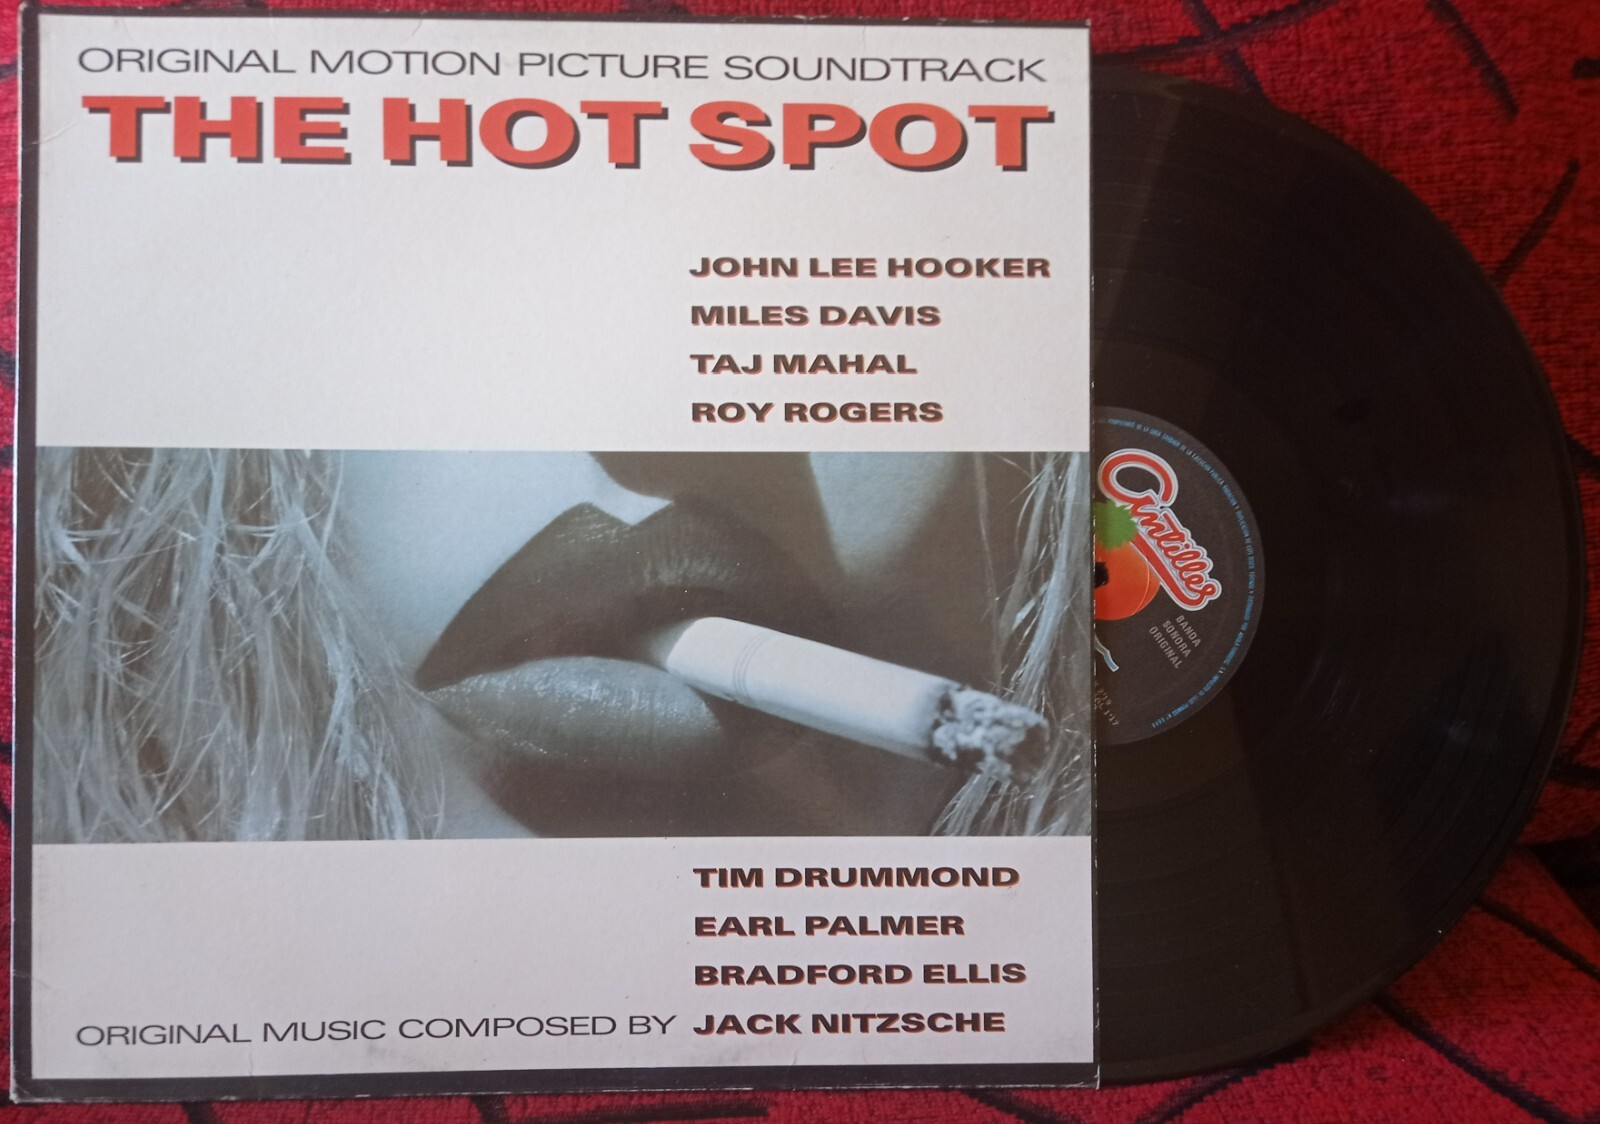 ORIGINAL MOTION PICTURE SOUNDTRACK
THE HOT SPOT
JOHN LEE HOOKER
MILES DAVIS
TAJ MAHAL
ROY ROGERS
TIM DRUMMOND
EARL PALMER
BRADFORD ELLIS
ORIGINAL MUSIC COMPOSED BY JACK NITZSCHE
Antilles
BANDA
SONORA
ORIGINAL